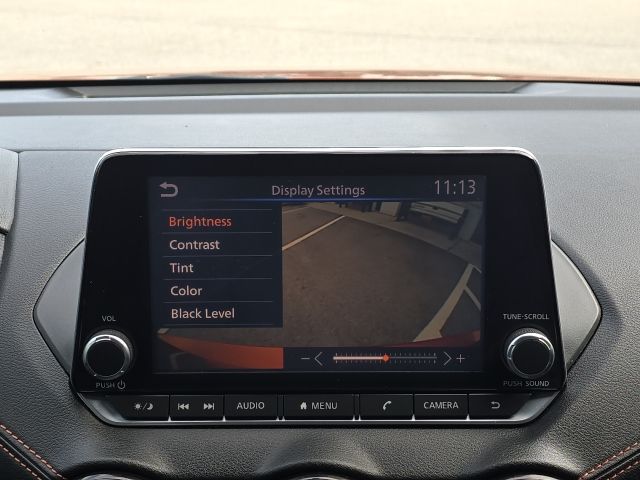 Display Settings 11:13
Brightness
Contrast
Tint
Color
Black Level
− +
VOL
PUSH
TUNE·SCROLL
PUSH SOUND
AUDIO MENU CAMERA